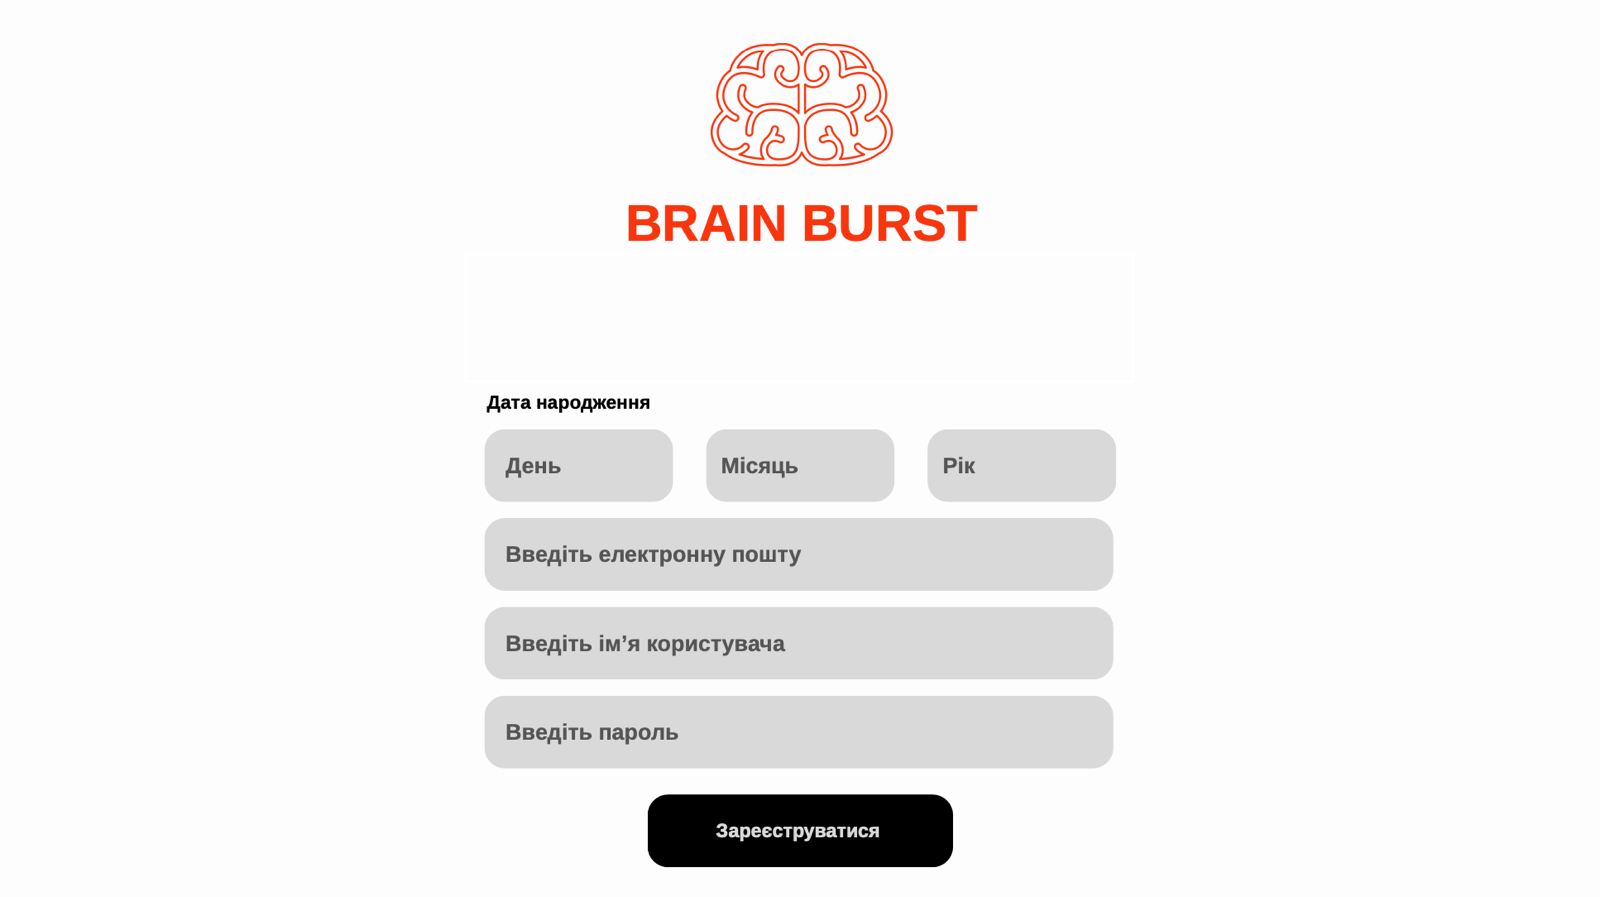 BRAIN BURST
Дата народження
День Місяць Рік
Введіть електронну пошту
Введіть ім’я користувача
Введіть пароль
Зареєструватися